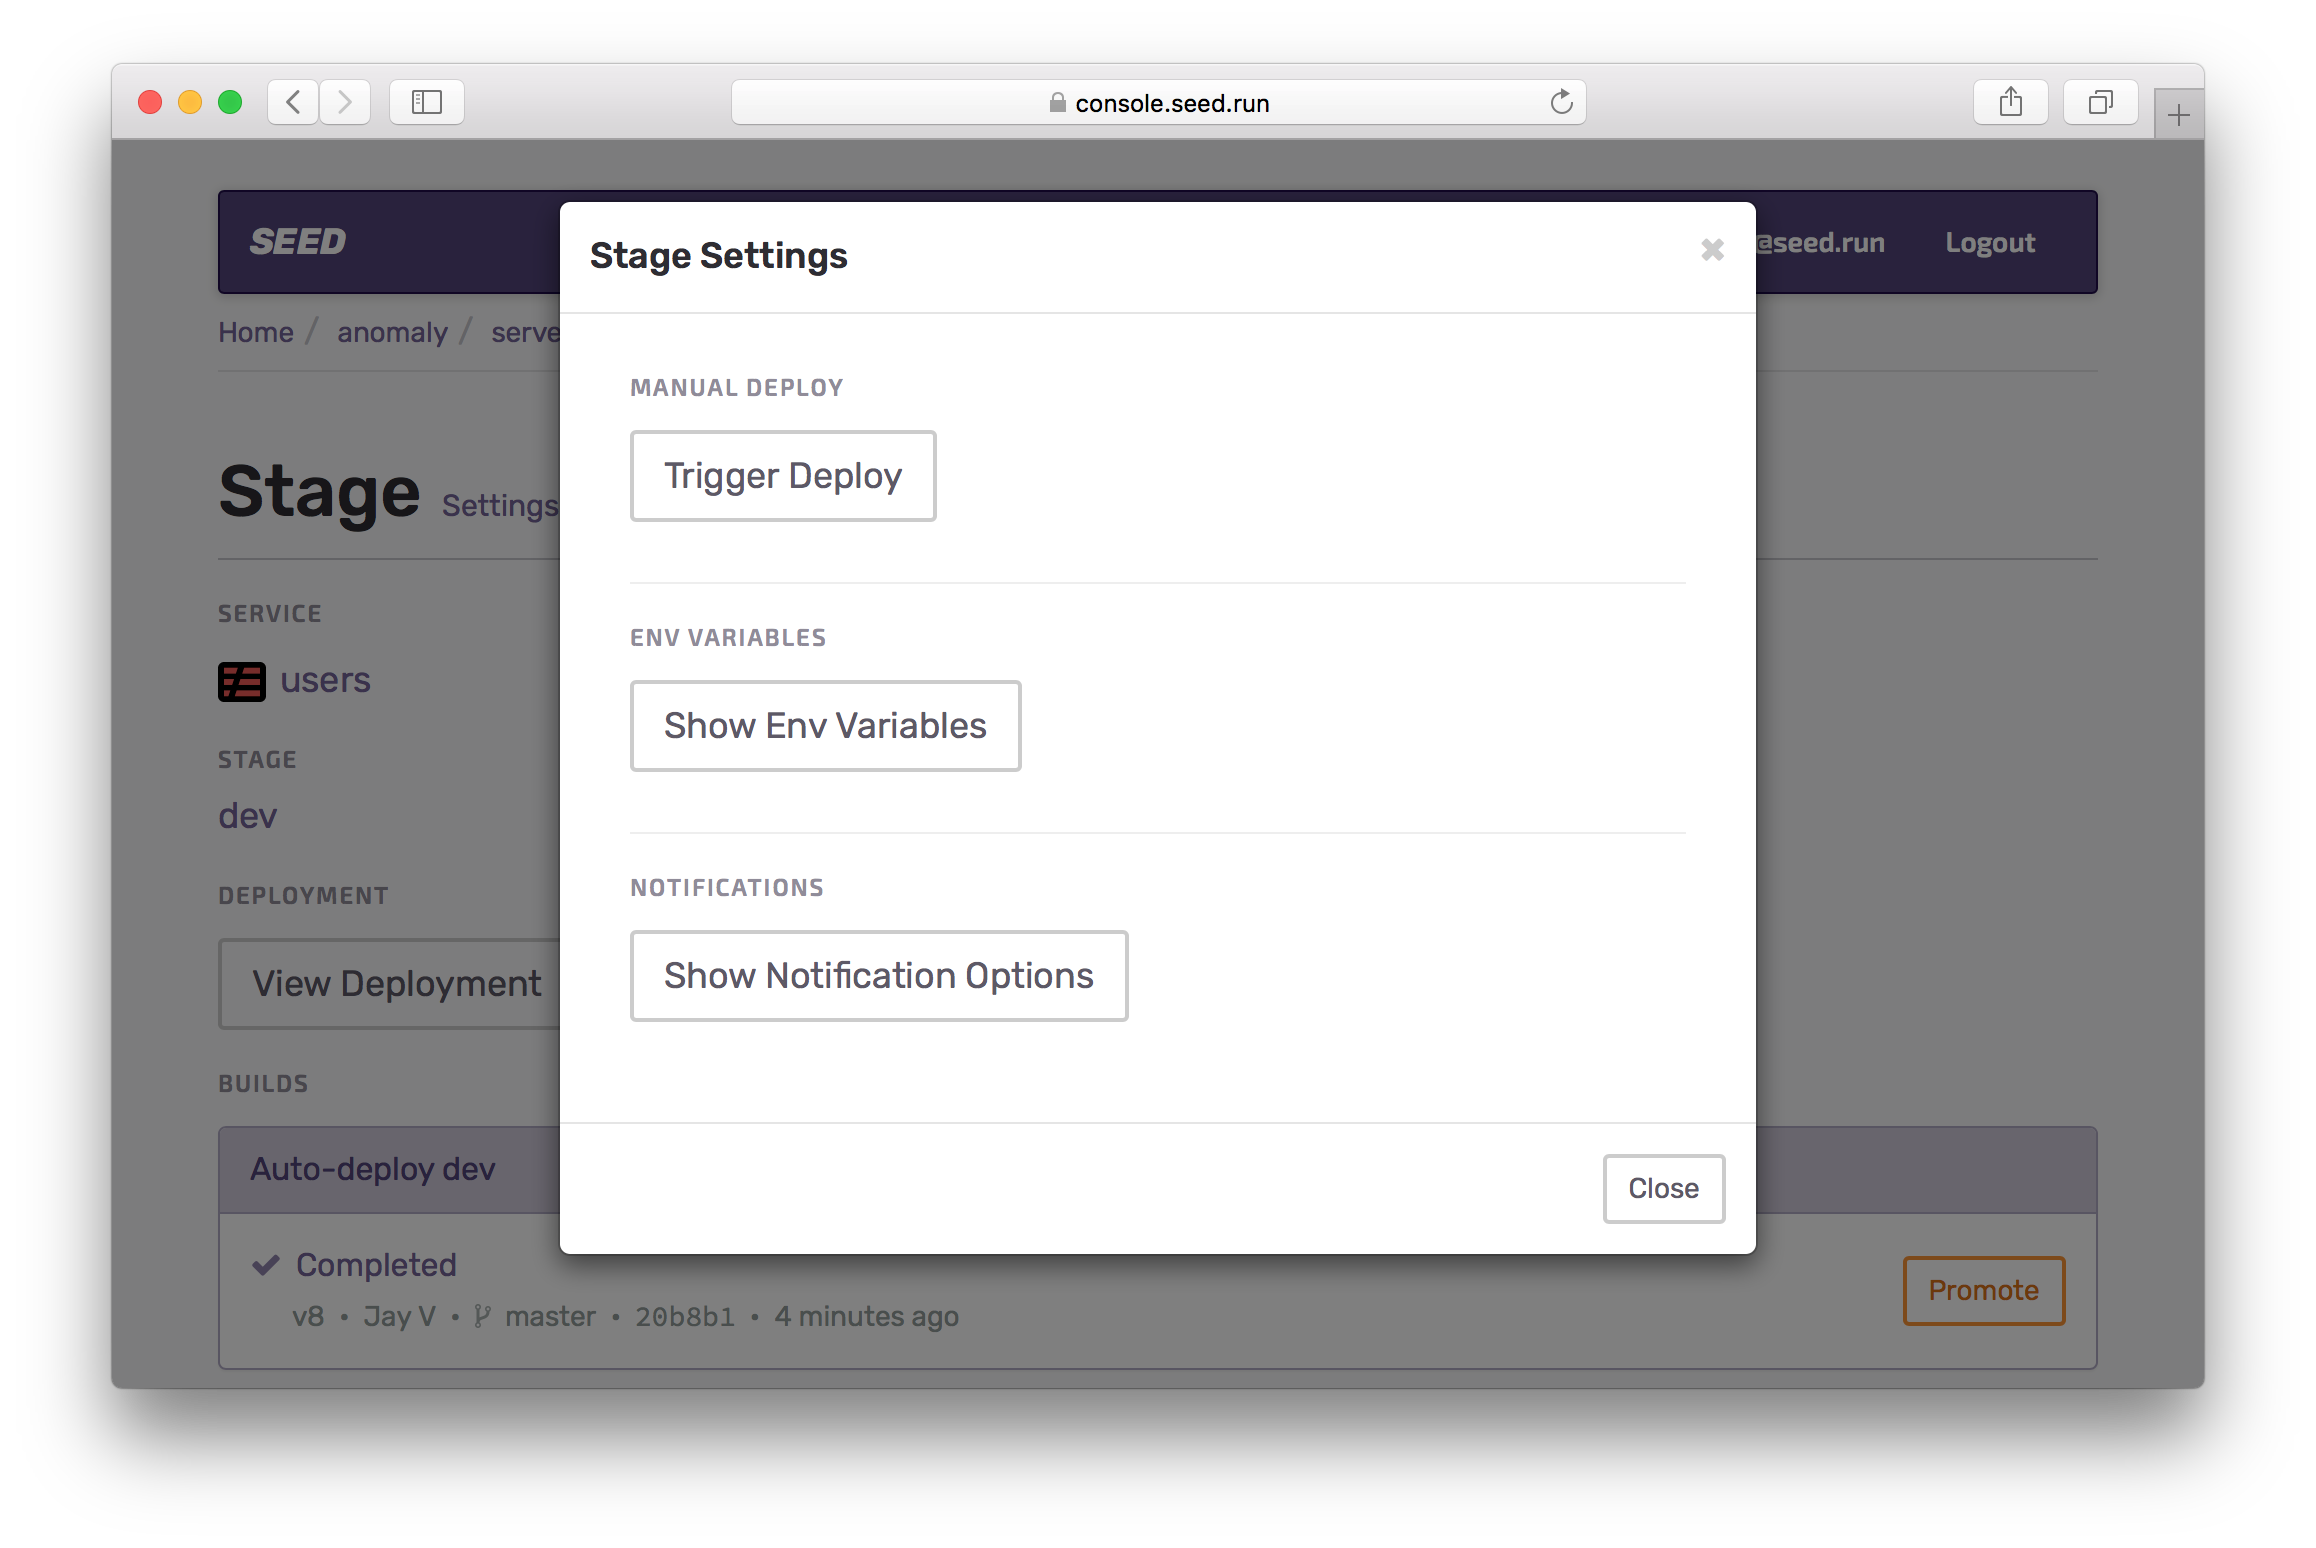 console.seed.run
SEED
@seed.run
Logout
Home / anomaly /
Stage Settings
Stage Settings
MANUAL DEPLOY
Trigger Deploy
ENV VARIABLES
Show Env Variables
NOTIFICATIONS
Show Notification Options
Close
SERVICE
users
STAGE
dev
DEPLOYMENT
View Deployment
BUILDS
Auto-deploy dev
Completed
v8 • Jay V • master • 20b8b1 • 4 minutes ago
Promote